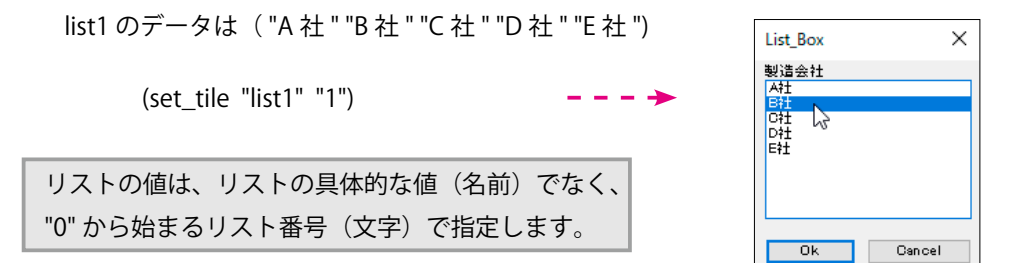 list1 のデータは（ "A 社 " "B 社 " "C 社 " "D 社 " "E 社 ")
(set_tile "list1" "1")
リストの値は、リストの具体的な値（名前）でなく、
"0" から始まるリスト番号（文字）で指定します。
List_Box
製造会社
A社
B社
C社
D社
E社
Ok Cancel